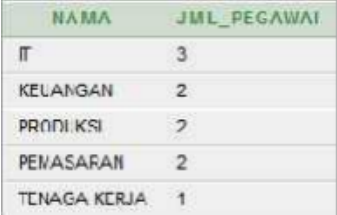 NAMA JML_PEGAWAI
IT 3
KEUANGAN 2
PRODUKSI 2
PEMASARAN 2
TENAGA KERJA 1